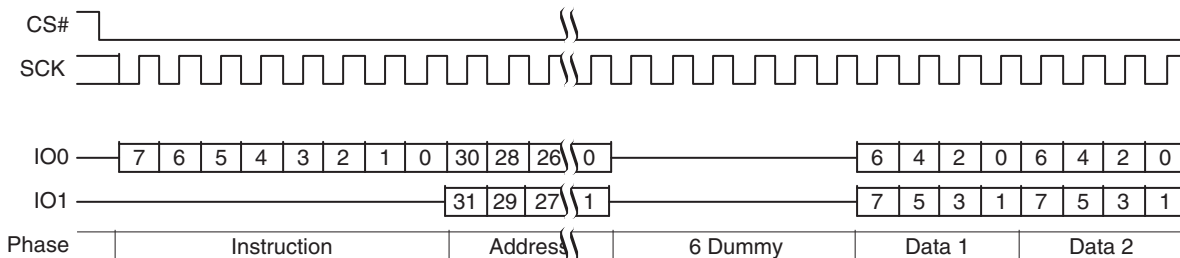 CS#
SCK
IO0 7 6 5 4 3 2 1 0 30 28 26 0 6 4 2 0 6 4 2 0
IO1 31 29 27 1 7 5 3 1 7 5 3 1
Phase Instruction Address 6 Dummy Data 1 Data 2